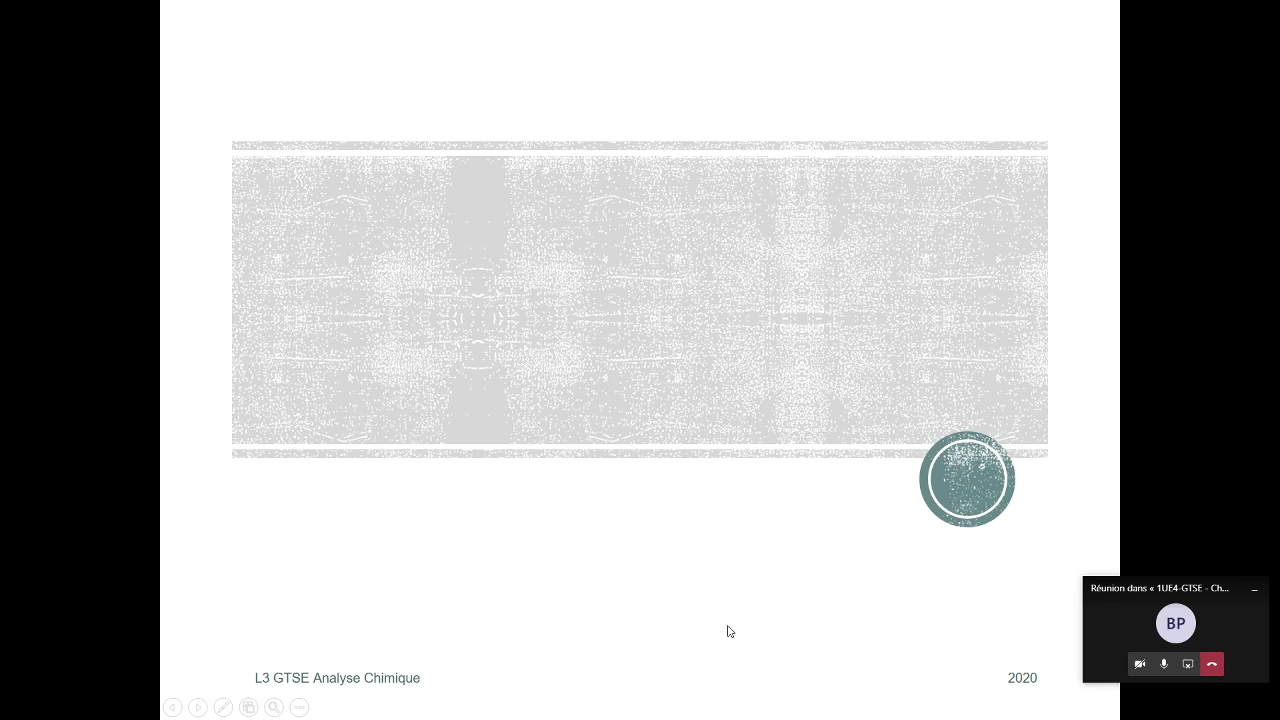 Réunion dans « 1UE4-GTSE - Ch...
BP
L3 GTSE Analyse Chimique
2020